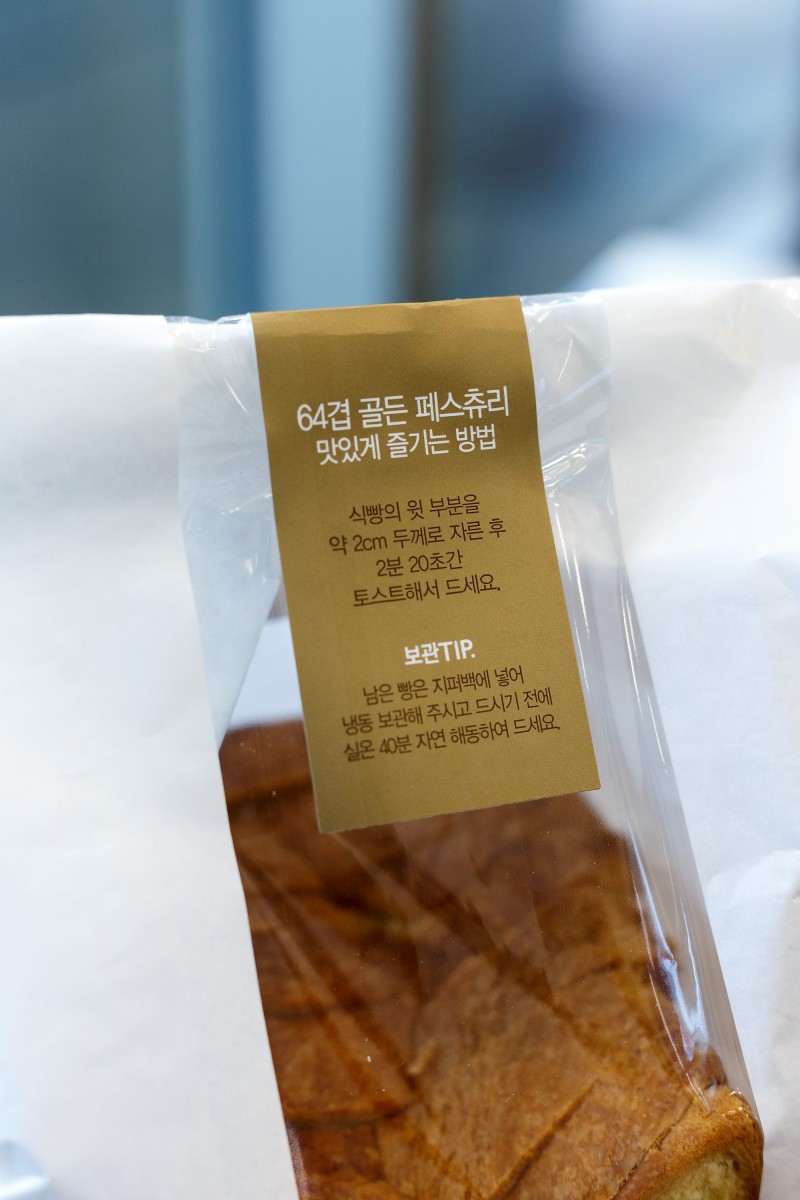 64겹 골든 페스츄리
맛있게 즐기는 방법
식빵의 윗 부분을
약 2cm 두께로 자른 후
2분 20초간
토스트해서 드세요.
보관TIP.
남은 빵은 지퍼백에 넣어
냉동 보관해 주시고 드시기 전에
실온 40분 자연 해동하여 드세요.